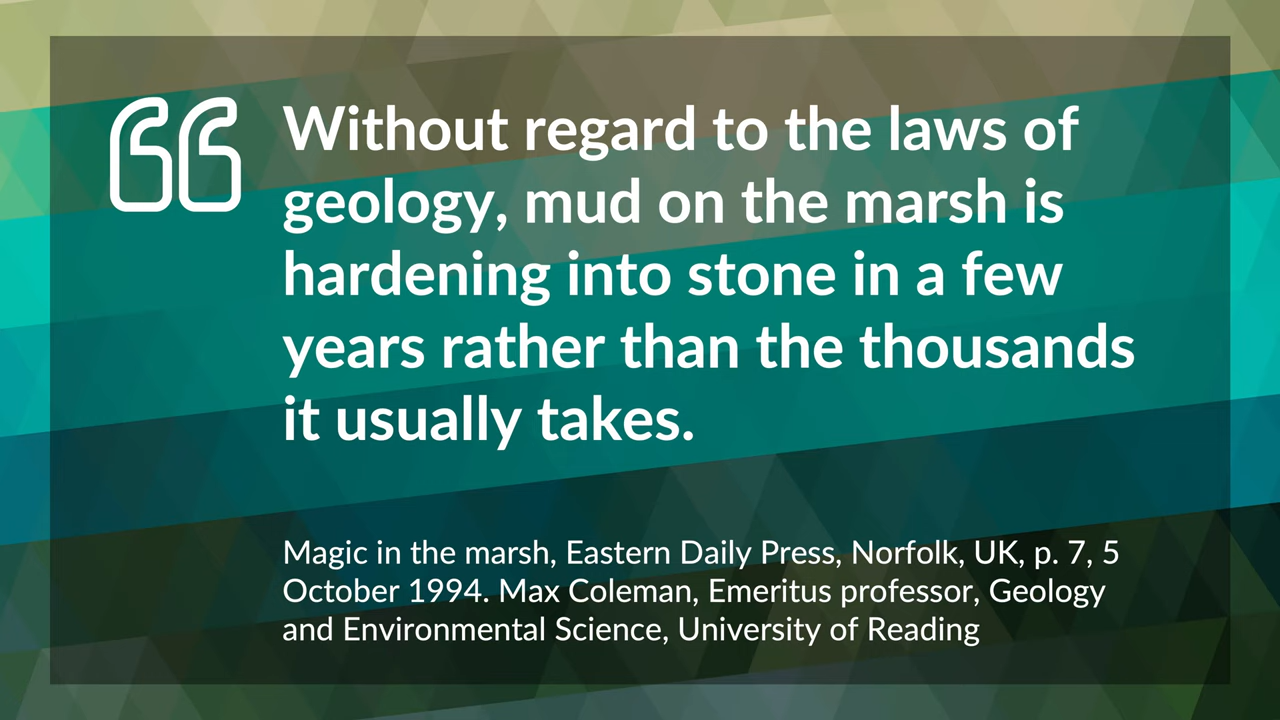 Without regard to the laws of
geology, mud on the marsh is
hardening into stone in a few
years rather than the thousands
it usually takes.
Magic in the marsh, Eastern Daily Press, Norfolk, UK, p. 7, 5
October 1994. Max Coleman, Emeritus professor, Geology
and Environmental Science, University of Reading